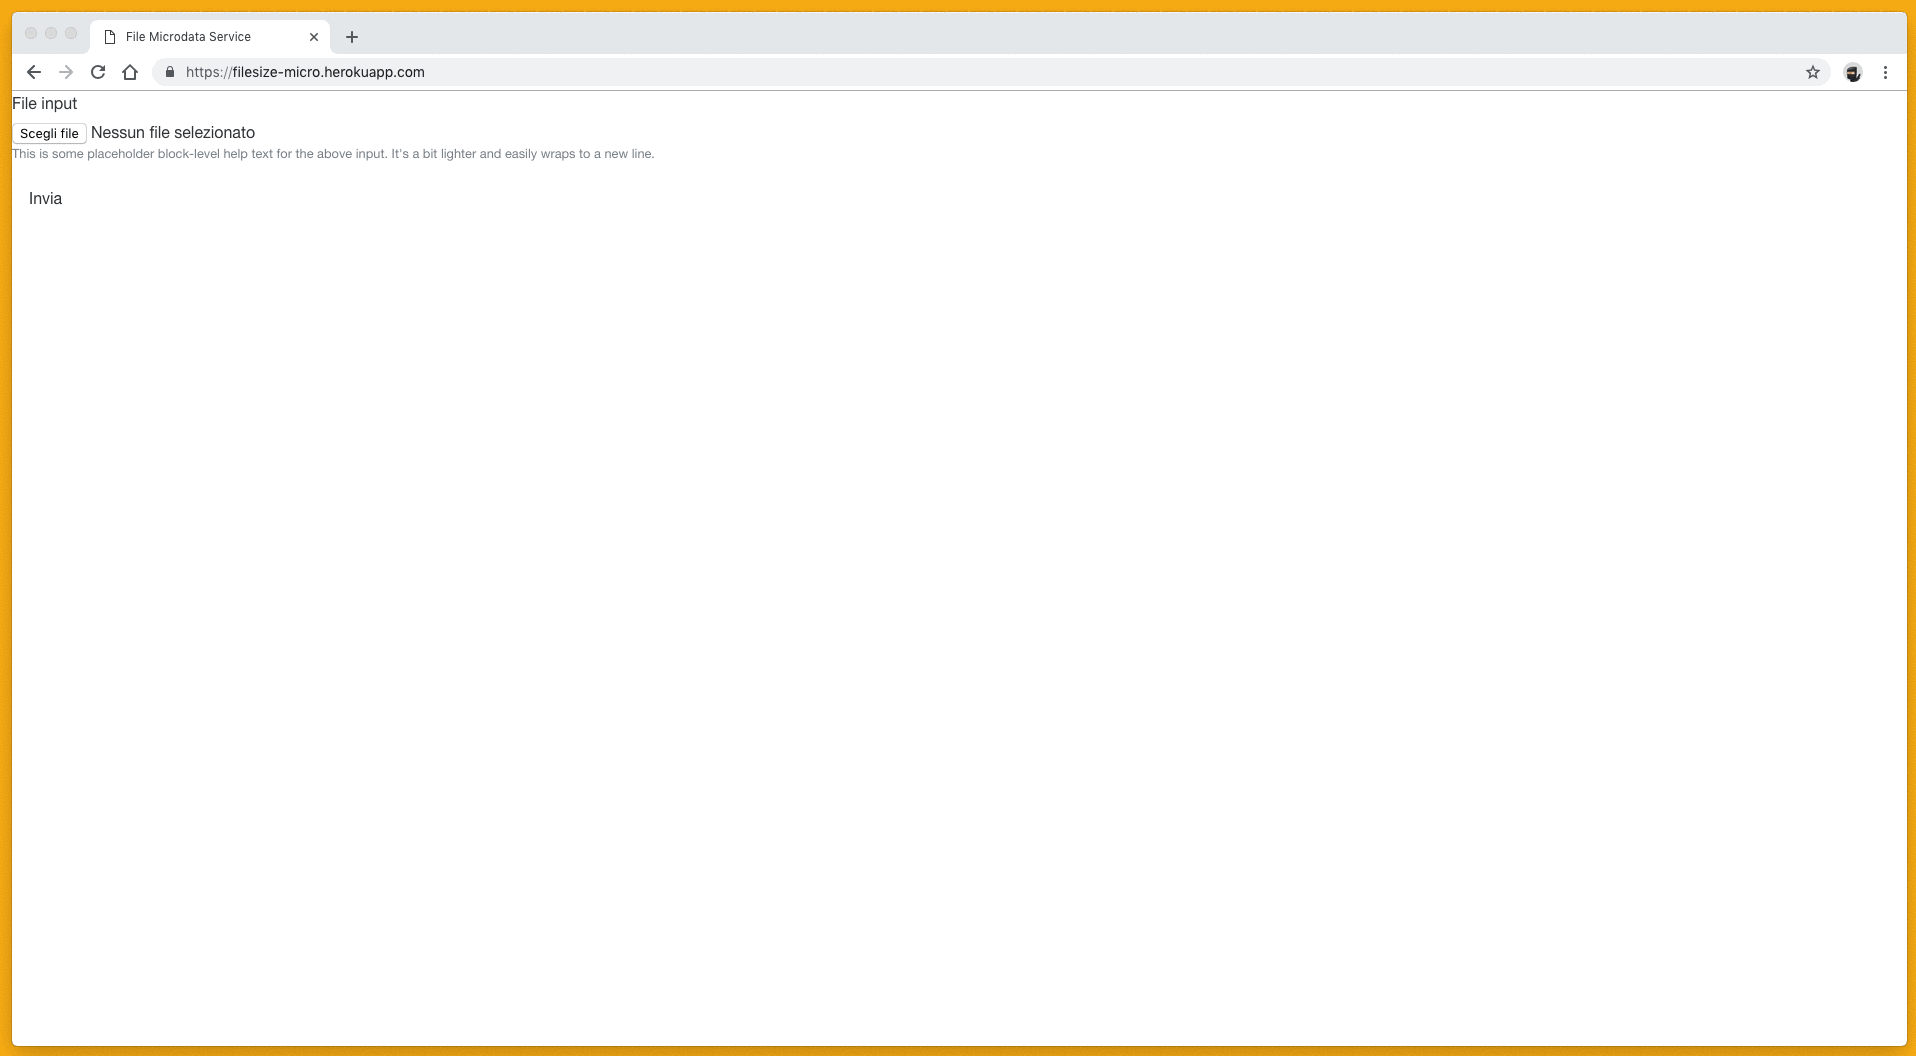 File Microdata Service
https://filesize-micro.herokuapp.com
File input
Scegli file Nessun file selezionato
This is some placeholder block-level help text for the above input. It's a bit lighter and easily wraps to a new line.
Invia